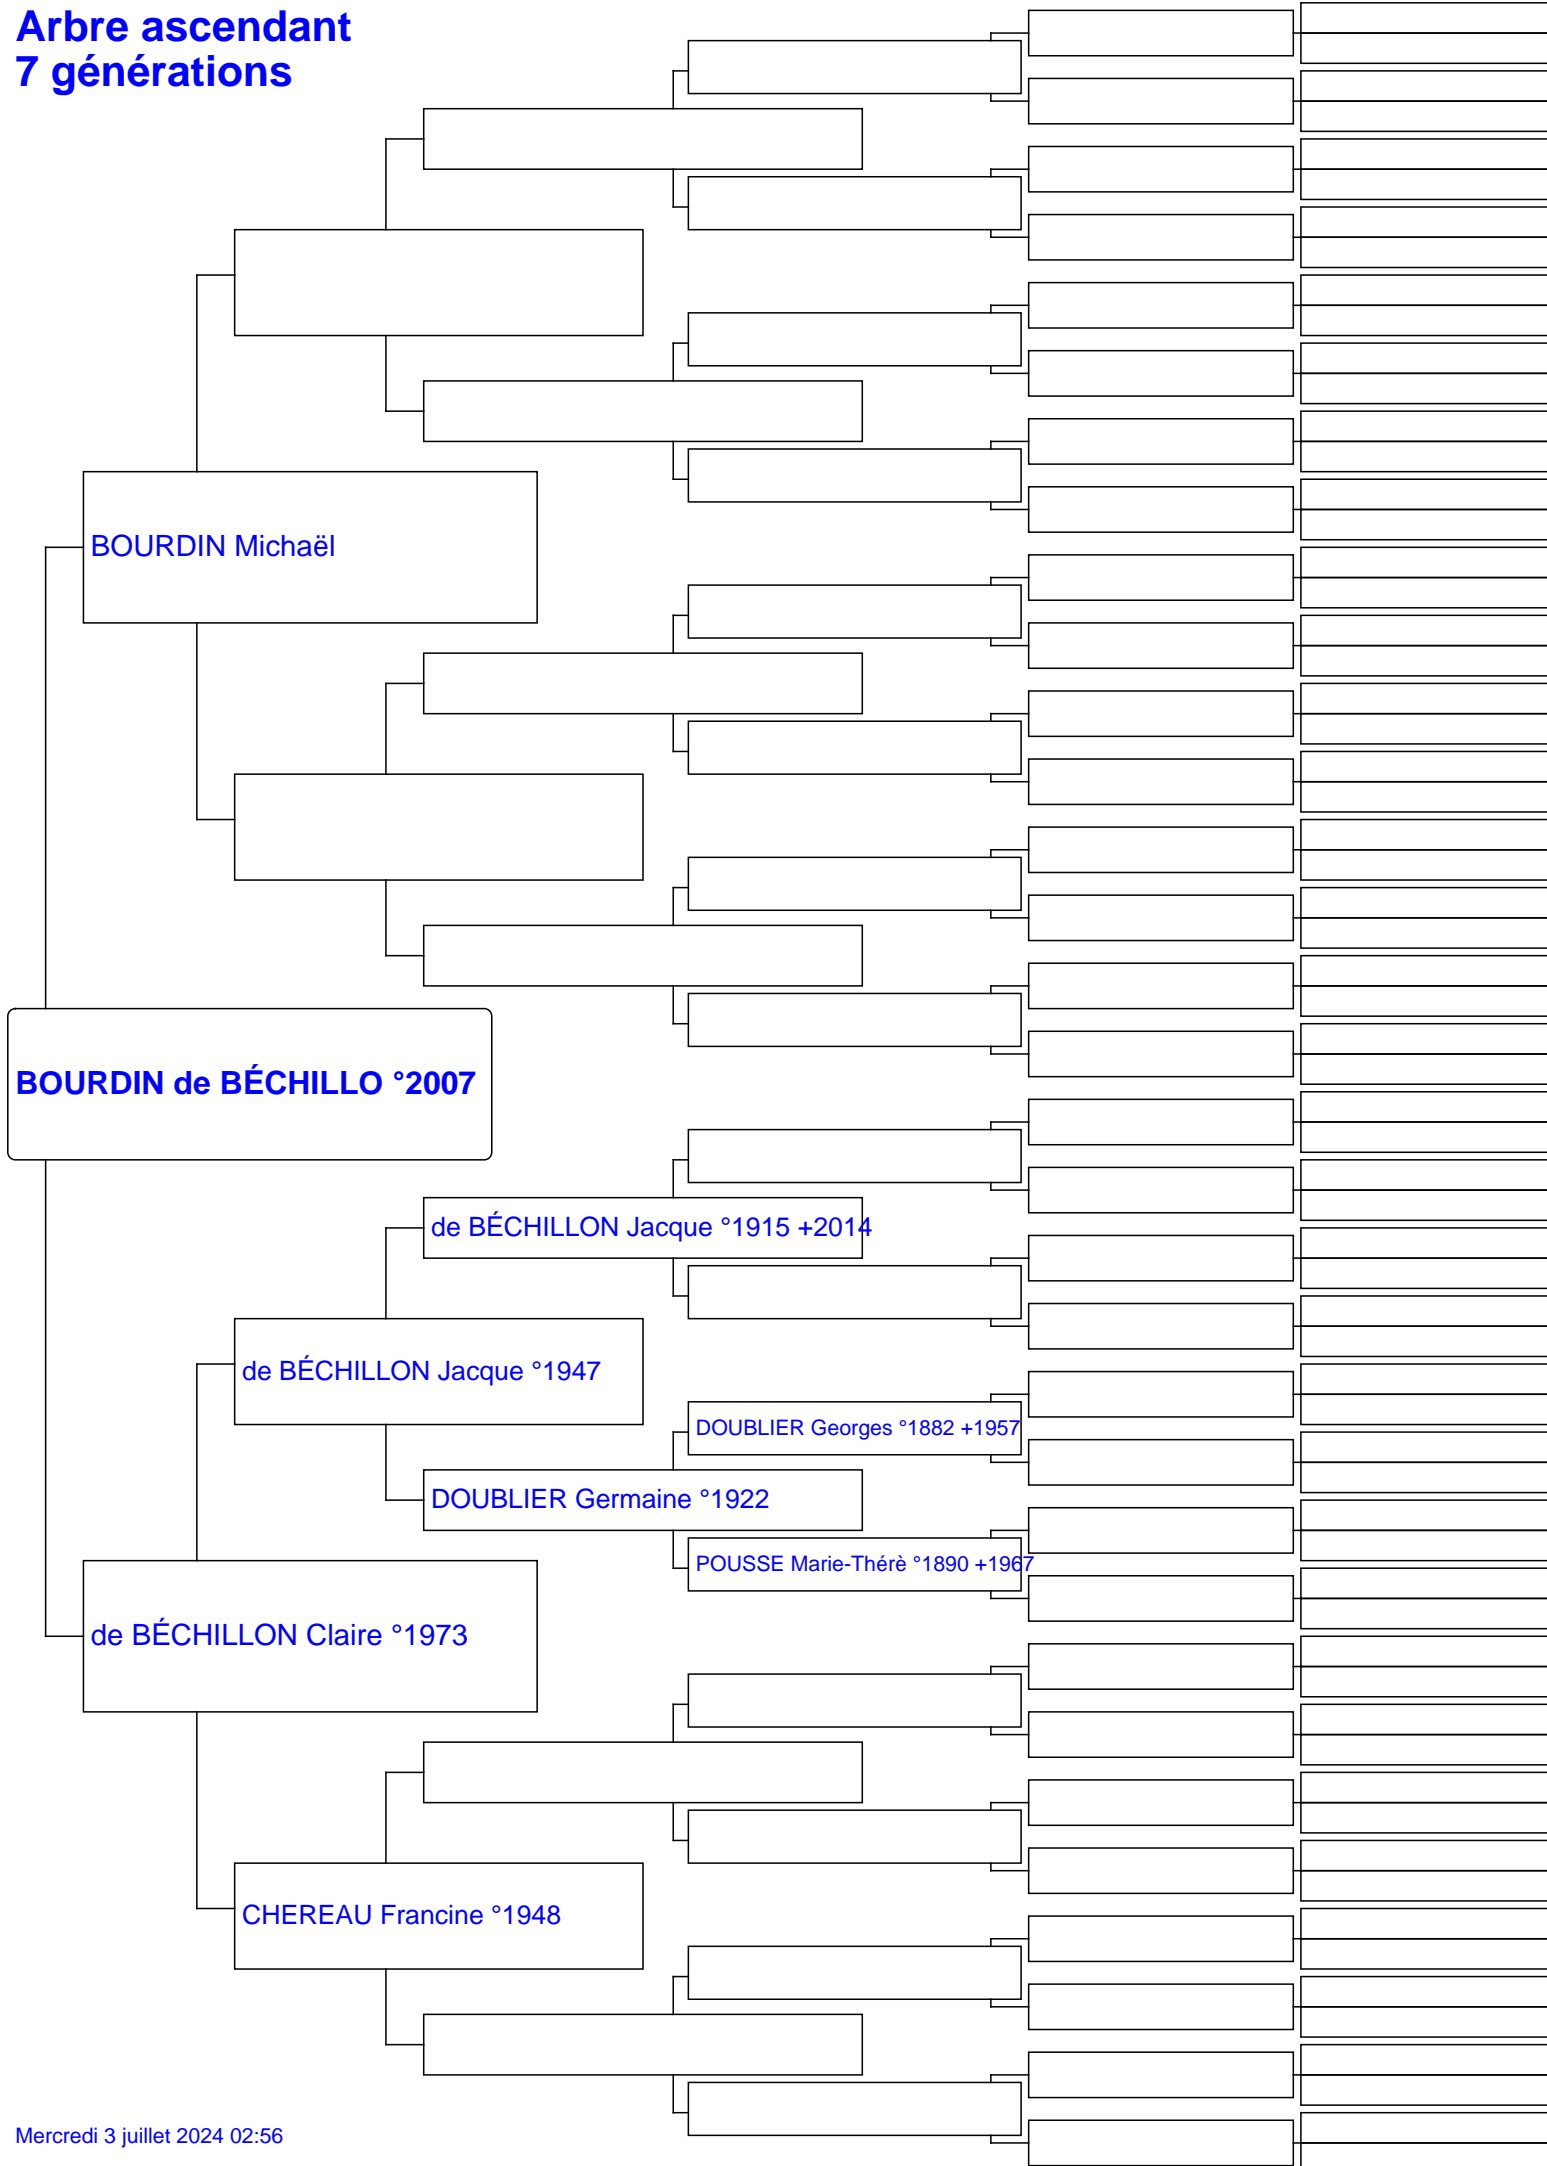 Arbre ascendant
7 générations
BOURDIN Michaël
BOURDIN de BÉCHILLO °2007
de BÉCHILLON Jacque °1915 +2014
de BÉCHILLON Jacque °1947
DOUBLIER Georges °1882 +1957
DOUBLIER Germaine °1922
POUSSE Marie-Thérè °1890 +1967
de BÉCHILLON Claire °1973
CHEREAU Francine °1948
Mercredi 3 juillet 2024 02:56